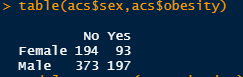 > table(acs$sex,acs$obesity)
No Yes
Female 194 93
Male 373 197